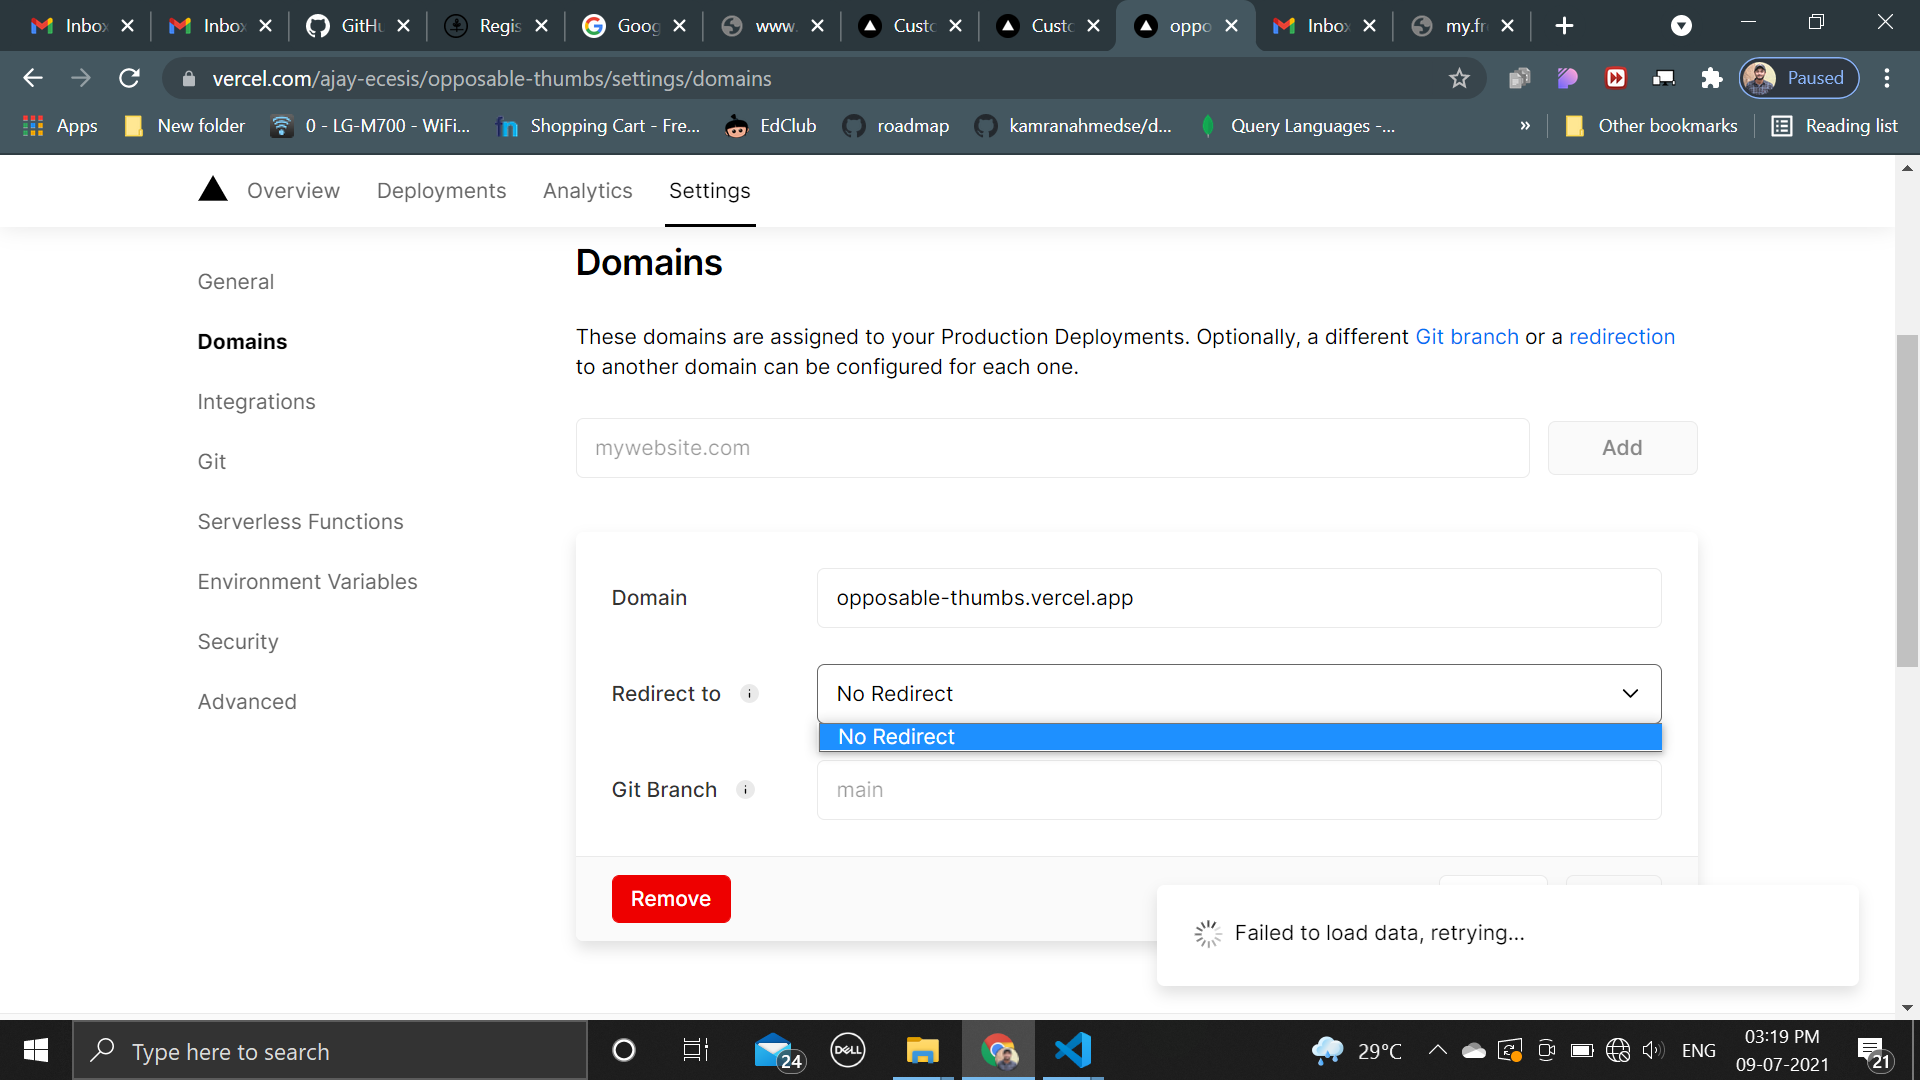 Inbo
Inbo
GitHu
Regis
Goog
www.
Custo
Custo
oppo
Inbo
my.fr
vercel.com/ajay-ecesis/opposable-thumbs/settings/domains
Paused
Apps
New folder
0 - LG-M700 - WiFi...
Shopping Cart - Fre...
EdClub
roadmap
kamranahmedse/d...
Query Languages -...
»
Other bookmarks
Reading list
Overview
Deployments
Analytics
Settings
General
Domains
Integrations
Git
Serverless Functions
Environment Variables
Security
Advanced
Domains
These domains are assigned to your Production Deployments. Optionally, a different Git branch or a redirection
to another domain can be configured for each one.
mywebsite.com
Add
Domain
opposable-thumbs.vercel.app
Redirect to
No Redirect
No Redirect
Git Branch
main
Remove
Failed to load data, retrying...
Type here to search
24
DELL
29°C
ENG
03:19 PM
09-07-2021
21